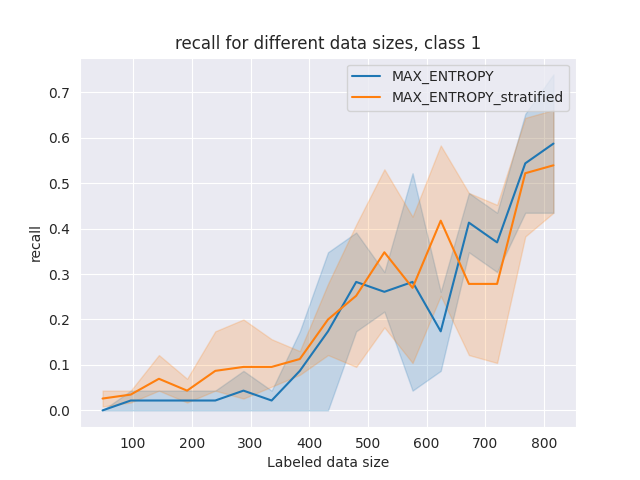 recall for different data sizes, class 1
MAX_ENTROPY
MAX_ENTROPY_stratified
recall
0.7
0.6
0.5
0.4
0.3
0.2
0.1
0.0
100 200 300 400 500 600 700 800
Labeled data size